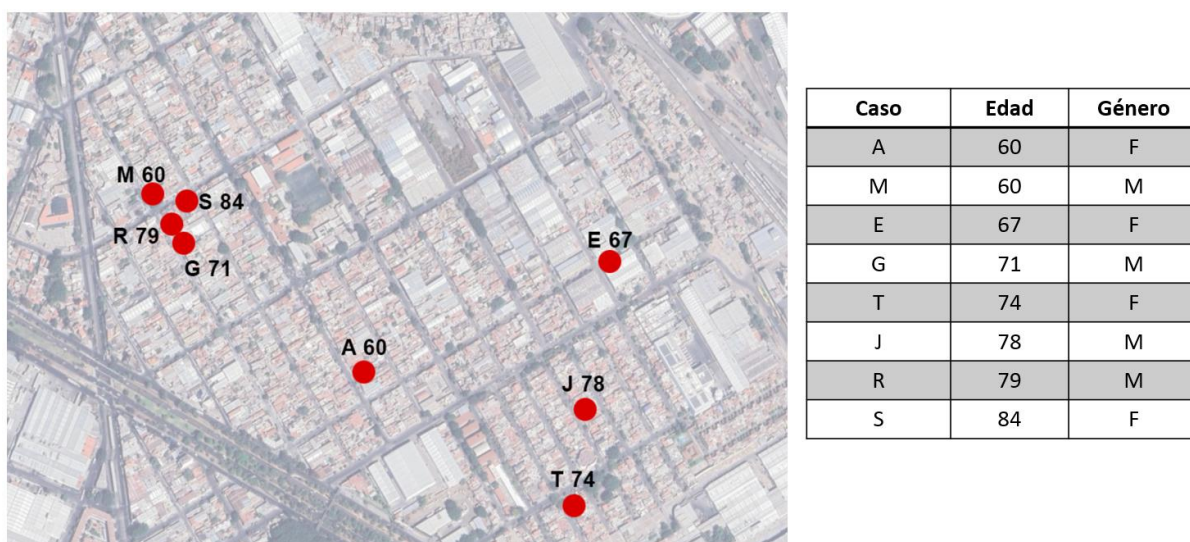 M 60
S 84
R 79
G 71
E 67
A 60
J 78
T 74
Caso Edad Género
A 60 F
M 60 M
E 67 F
G 71 M
T 74 F
J 78 M
R 79 M
S 84 F